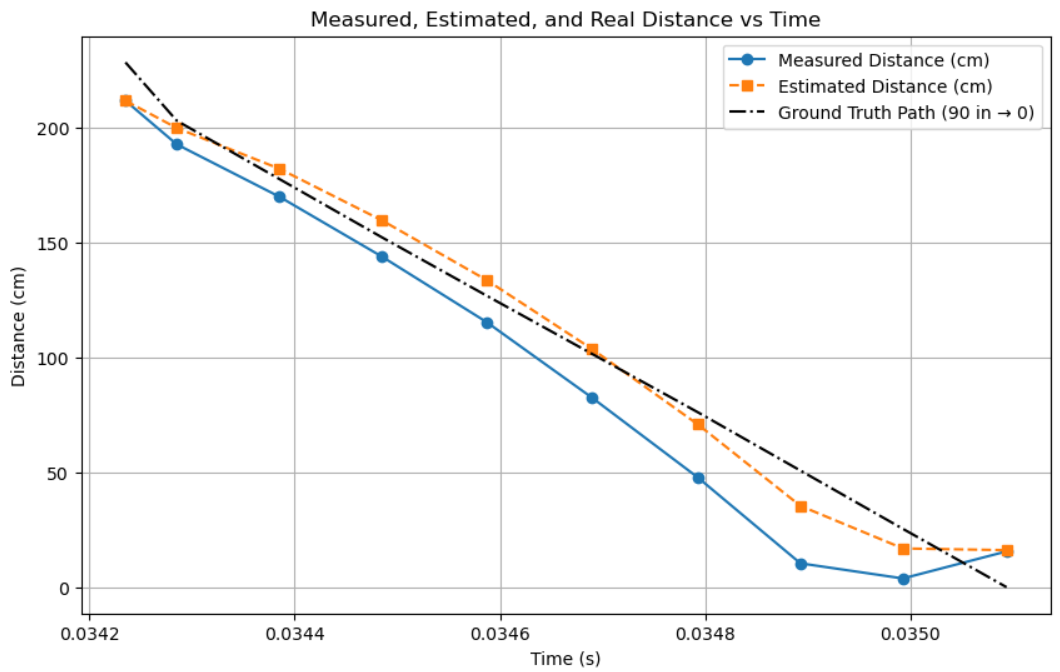 Measured, Estimated, and Real Distance vs Time
Measured Distance (cm)
Estimated Distance (cm)
Ground Truth Path (90 in → 0)
Distance (cm)
200
150
100
50
0
0.0342
0.0344
0.0346
0.0348
0.0350
Time (s)